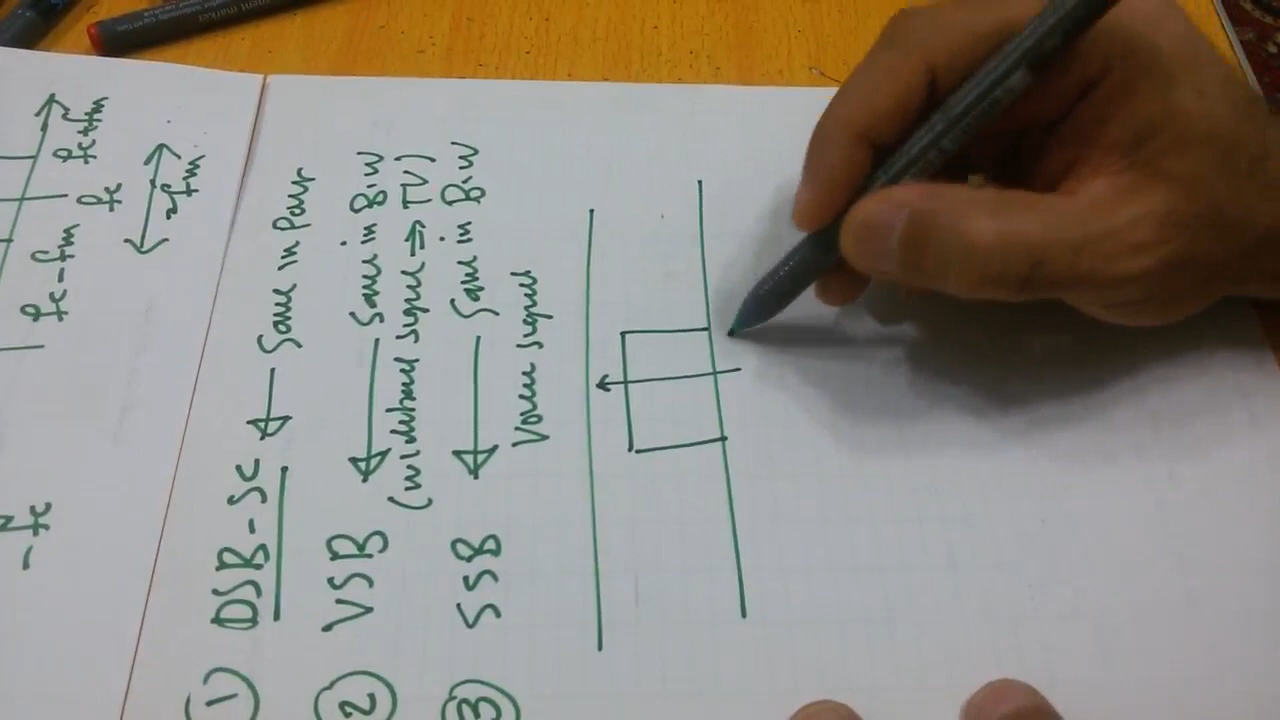 fc-fm fc fc+fm
2fm
-fc
① DSB-SC ← Save in Power
② VSB ← Save in B.W
(wideband signal ⇒ TV)
③ SSB ← Save in B.W
Voice signal